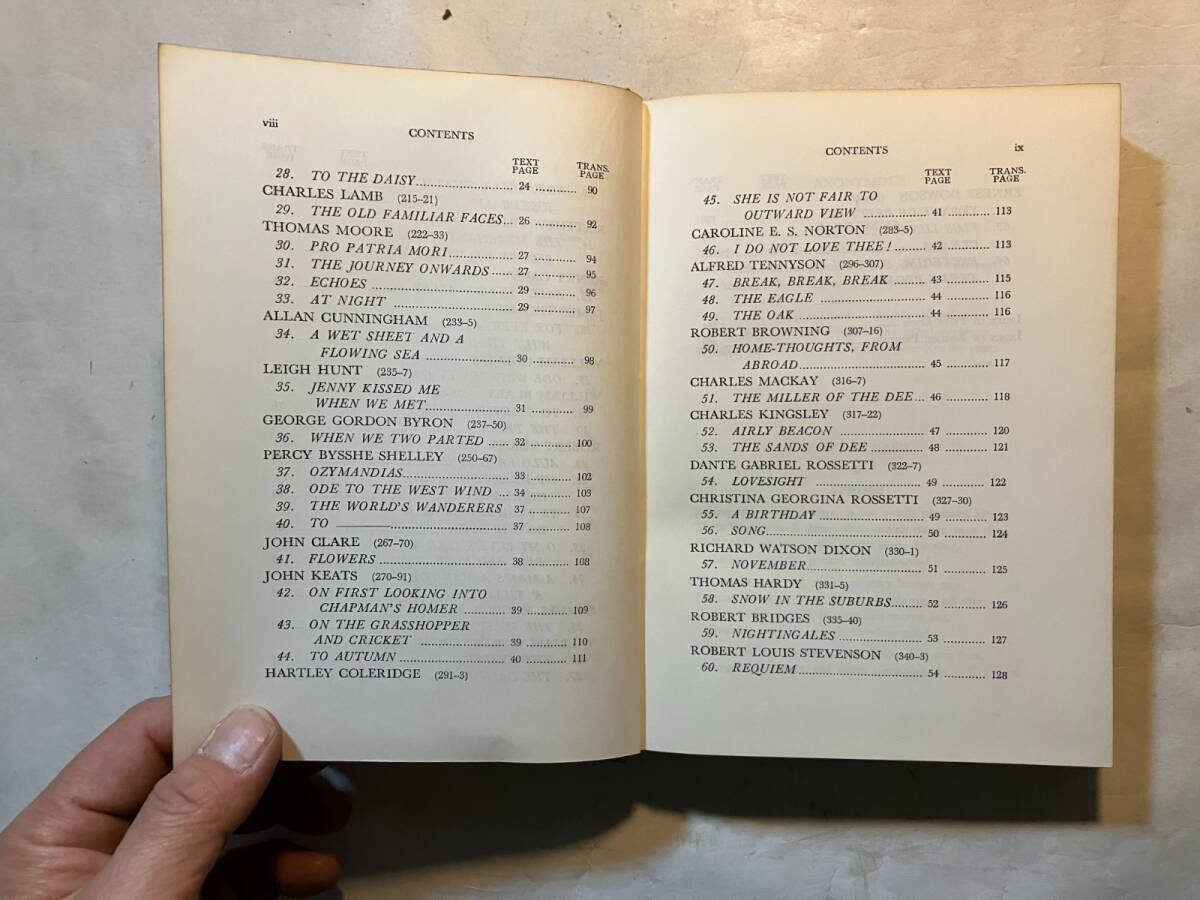 viii
CONTENTS
TEXT PAGE TRANS. PAGE
28. TO THE DAISY 24 90
CHARLES LAMB (215–21)
29. THE OLD FAMILIAR FACES 26 92
THOMAS MOORE (222–33)
30. PRO PATRIA MORI 27 94
31. THE JOURNEY ONWARDS 27 95
32. ECHOES 29 96
33. AT NIGHT 29 97
ALLAN CUNNINGHAM (233–5)
34. A WET SHEET AND A
FLOWING SEA 30 98
LEIGH HUNT (235–7)
35. JENNY KISSED ME
WHEN WE MET 31 99
GEORGE GORDON BYRON (237–50)
36. WHEN WE TWO PARTED 32 100
PERCY BYSSHE SHELLEY (250–67)
37. OZYMANDIAS 33 102
38. ODE TO THE WEST WIND 34 103
39. THE WORLD'S WANDERERS 37 107
40. TO ——— 37 108
JOHN CLARE (267–70)
41. FLOWERS 38 108
JOHN KEATS (270–91)
42. ON FIRST LOOKING INTO
CHAPMAN'S HOMER 39 109
43. ON THE GRASSHOPPER
AND CRICKET 39 110
44. TO AUTUMN 40 111
HARTLEY COLERIDGE (291–3)
CONTENTS ix
TEXT PAGE TRANS. PAGE
45. SHE IS NOT FAIR TO
OUTWARD VIEW 41 113
CAROLINE E. S. NORTON (283–5)
46. I DO NOT LOVE THEE! 42 113
ALFRED TENNYSON (296–307)
47. BREAK, BREAK, BREAK 43 115
48. THE EAGLE 44 116
49. THE OAK 44 116
ROBERT BROWNING (307–16)
50. HOME-THOUGHTS, FROM
ABROAD 45 117
CHARLES MACKAY (316–7)
51. THE MILLER OF THE DEE 46 118
CHARLES KINGSLEY (317–22)
52. AIRLY BEACON 47 120
53. THE SANDS OF DEE 48 121
DANTE GABRIEL ROSSETTI (322–7)
54. LOVESIGHT 49 122
CHRISTINA GEORGINA ROSSETTI (327–30)
55. A BIRTHDAY 49 123
56. SONG 50 124
RICHARD WATSON DIXON (330–1)
57. NOVEMBER 51 125
THOMAS HARDY (331–5)
58. SNOW IN THE SUBURBS 52 126
ROBERT BRIDGES (335–40)
59. NIGHTINGALES 53 127
ROBERT LOUIS STEVENSON (340–3)
60. REQUIEM 54 128